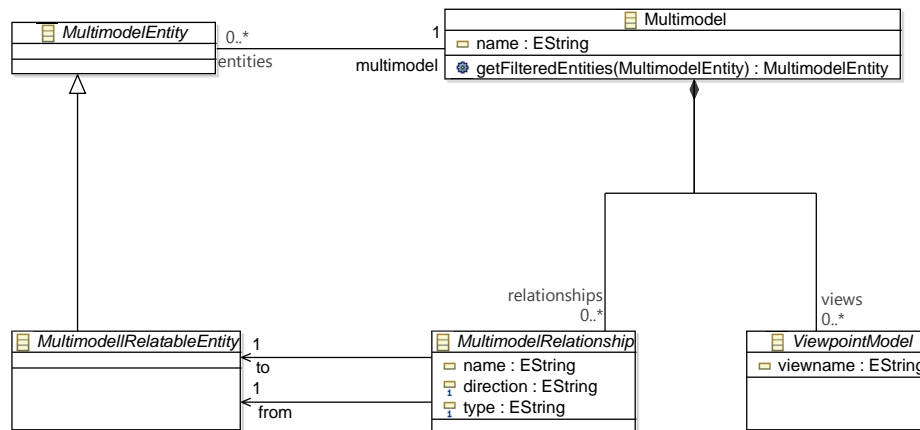 MultimodelEntity
0..*
entities
1
multimodel
Multimodel
name : EString
getFilteredEntities(MultimodelEntity) : MultimodelEntity
relationships
0..*
views
0..*
MultimodellRelatableEntity
1
to
1
from
MultimodelRelationship
name : EString
direction : EString
type : EString
ViewpointModel
viewname : EString